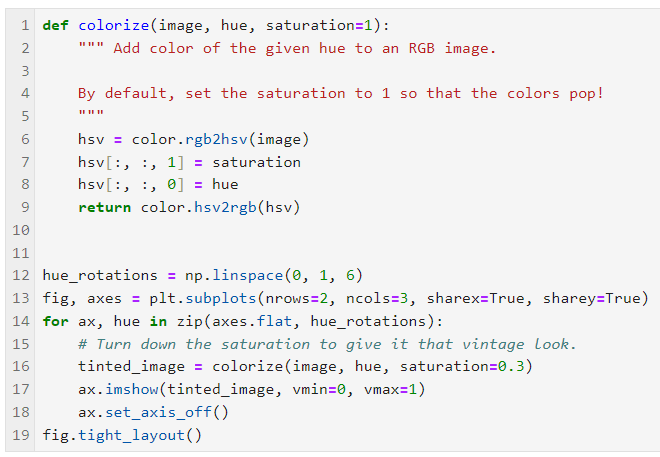 1 def colorize(image, hue, saturation=1):
2     """ Add color of the given hue to an RGB image.
3
4     By default, set the saturation to 1 so that the colors pop!
5     """
6     hsv = color.rgb2hsv(image)
7     hsv[:, :, 1] = saturation
8     hsv[:, :, 0] = hue
9     return color.hsv2rgb(hsv)
10
11
12 hue_rotations = np.linspace(0, 1, 6)
13 fig, axes = plt.subplots(nrows=2, ncols=3, sharex=True, sharey=True)
14 for ax, hue in zip(axes.flat, hue_rotations):
15     # Turn down the saturation to give it that vintage look.
16     tinted_image = colorize(image, hue, saturation=0.3)
17     ax.imshow(tinted_image, vmin=0, vmax=1)
18     ax.set_axis_off()
19 fig.tight_layout()